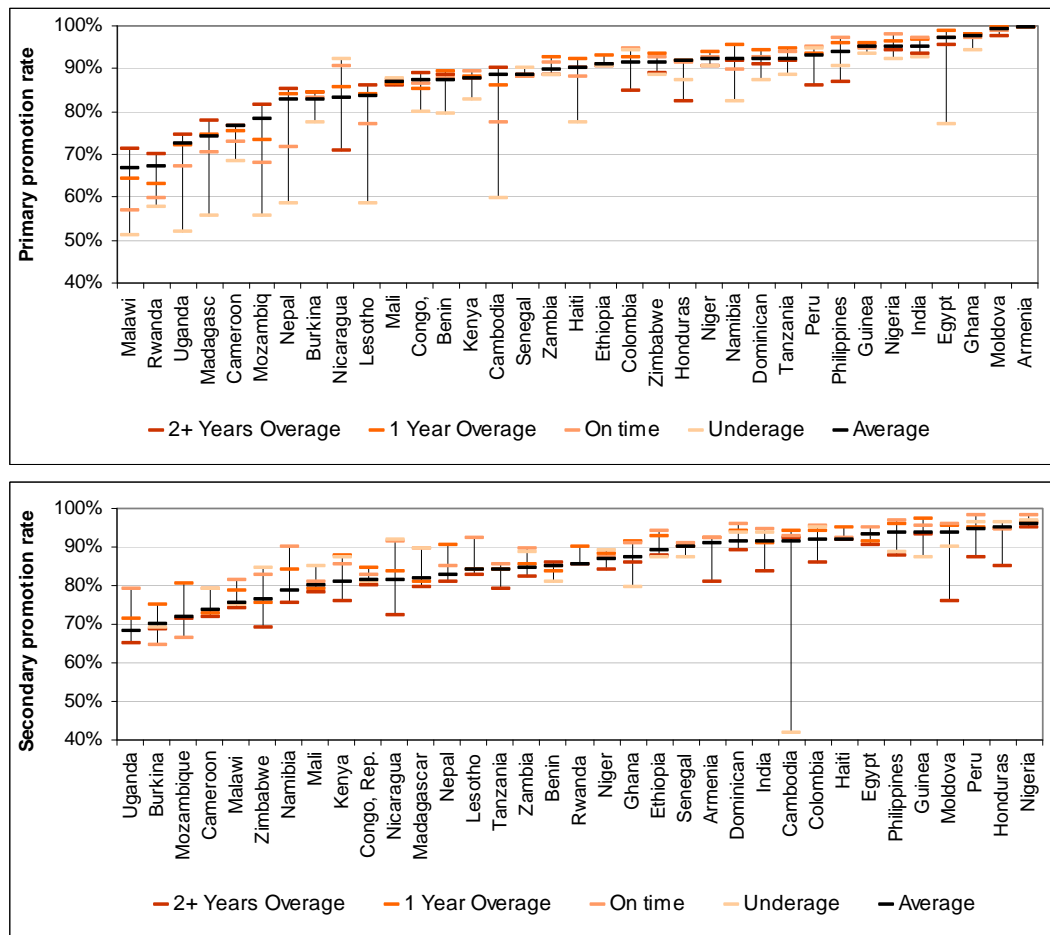 Primary promotion rate
100%
90%
80%
70%
60%
50%
40%
Malawi
Rwanda
Uganda
Madagasc
Cameroon
Mozambiq
Nepal
Burkina
Nicaragua
Lesotho
Mali
Congo,
Benin
Kenya
Cambodia
Senegal
Zambia
Haiti
Ethiopia
Colombia
Zimbabwe
Honduras
Niger
Namibia
Dominican
Tanzania
Peru
Philippines
Guinea
Nigeria
India
Egypt
Ghana
Moldova
Armenia
2+ Years Overage 1 Year Overage On time Underage Average
Secondary promotion rate
100%
90%
80%
70%
60%
50%
40%
Uganda
Burkina
Mozambique
Cameroon
Malawi
Zimbabwe
Namibia
Mali
Kenya
Congo, Rep.
Nicaragua
Madagascar
Nepal
Lesotho
Tanzania
Zambia
Benin
Rwanda
Niger
Ghana
Ethiopia
Senegal
Armenia
Dominican
India
Cambodia
Colombia
Haiti
Egypt
Philippines
Guinea
Moldova
Peru
Honduras
Nigeria
2+ Years Overage 1 Year Overage On time Underage Average